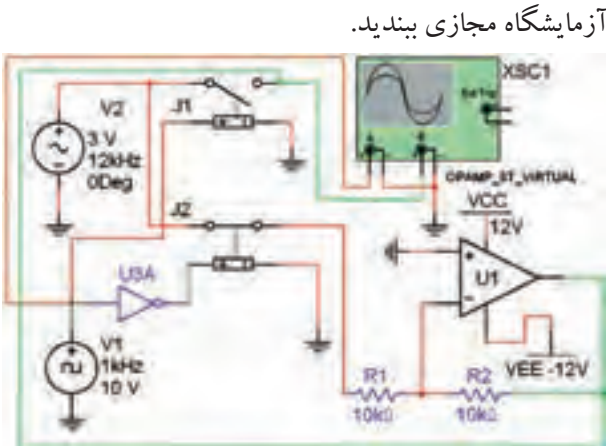 آزمایشگاه مجازی ببندید.
XSC1
V2
3 V
12kHz
0Deg
J1
A
B
OPAMP_5T_VIRTUAL
VCC
12V
J2
U3A
U1
V1
1kHz
10 V
R1
10kΩ
R2
10kΩ
VEE -12V